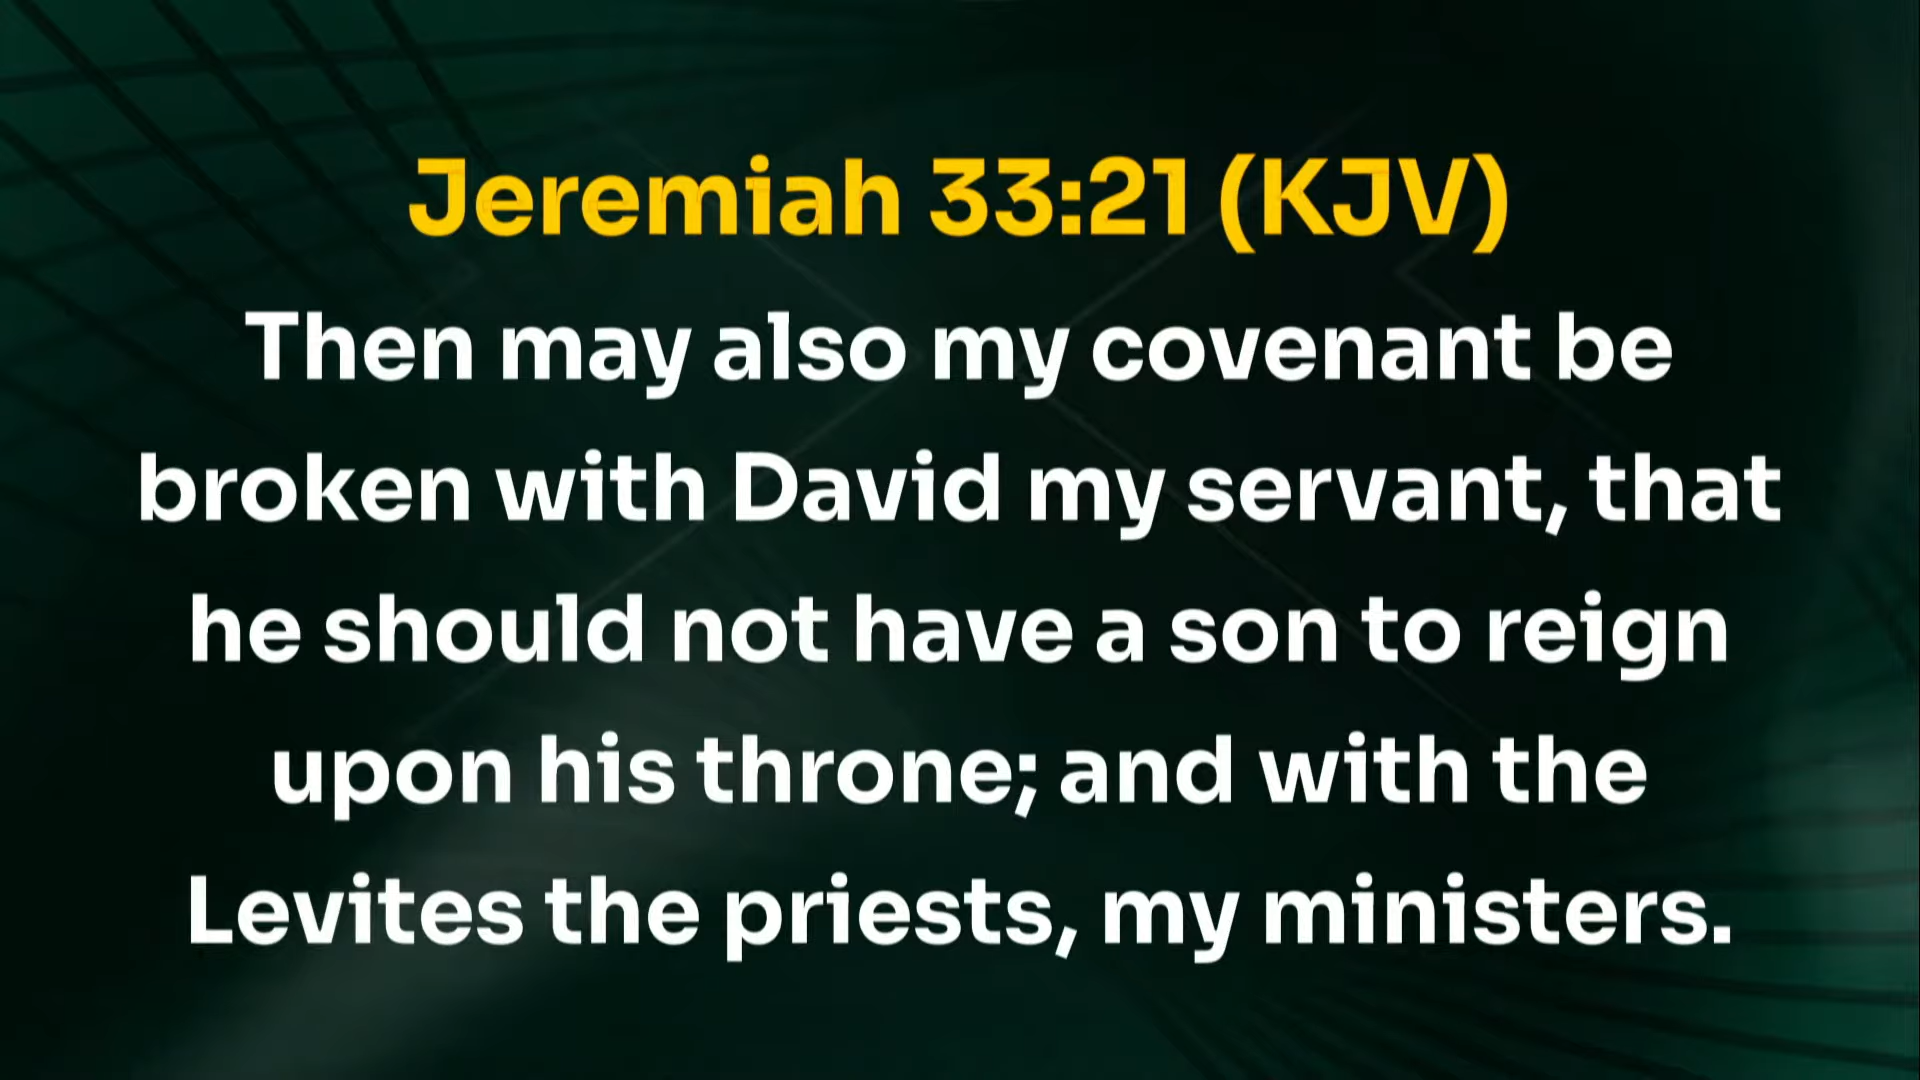 Jeremiah 33:21 (KJV)
Then may also my covenant be
broken with David my servant, that
he should not have a son to reign
upon his throne; and with the
Levites the priests, my ministers.